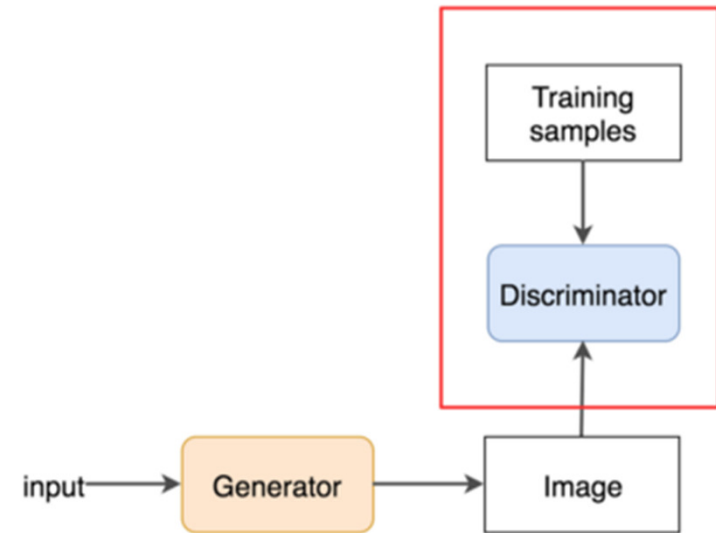 Training
samples
Discriminator
input
Generator
Image